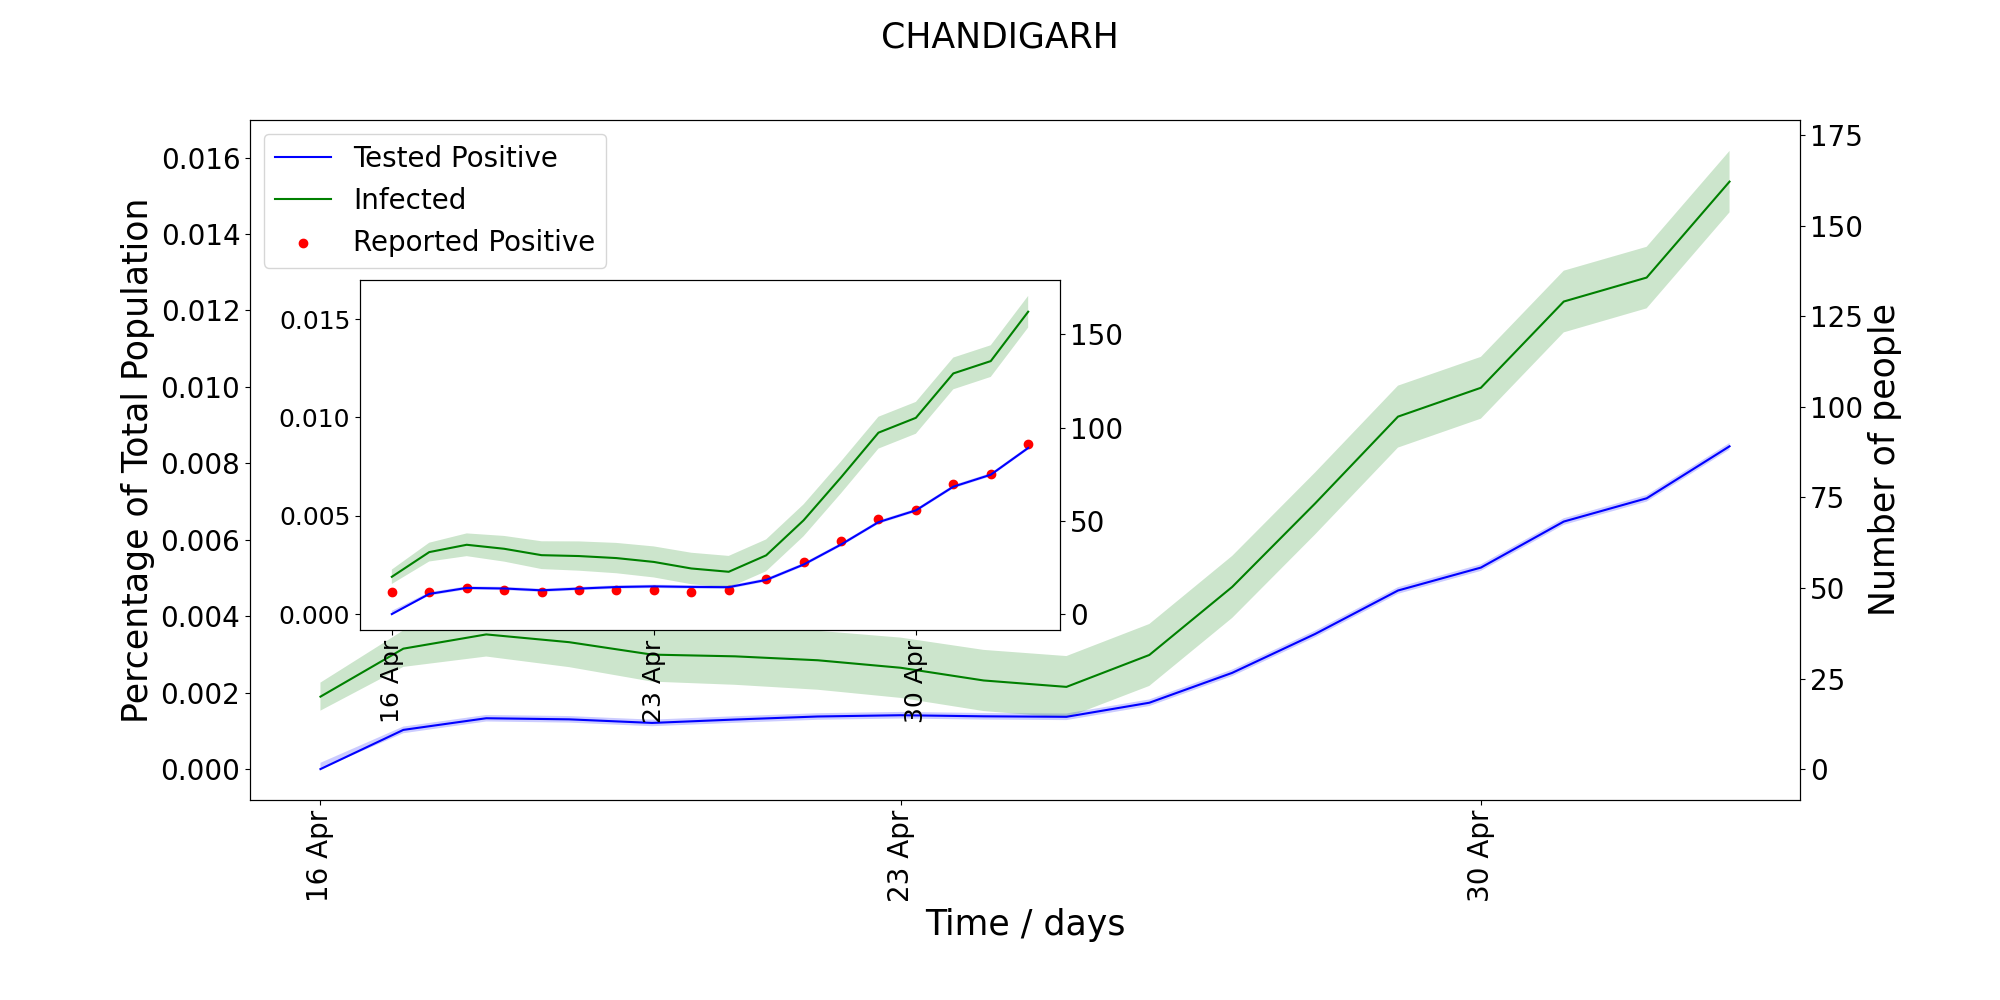 CHANDIGARH
Tested Positive
Infected
Reported Positive
Percentage of Total Population
0.016
0.014
0.012
0.010
0.008
0.006
0.004
0.002
0.000
0.015
0.010
0.005
0.000
150
100
50
0
16 Apr
23 Apr
30 Apr
175
150
125
100
75
50
25
0
Number of people
16 Apr
23 Apr
30 Apr
Time / days